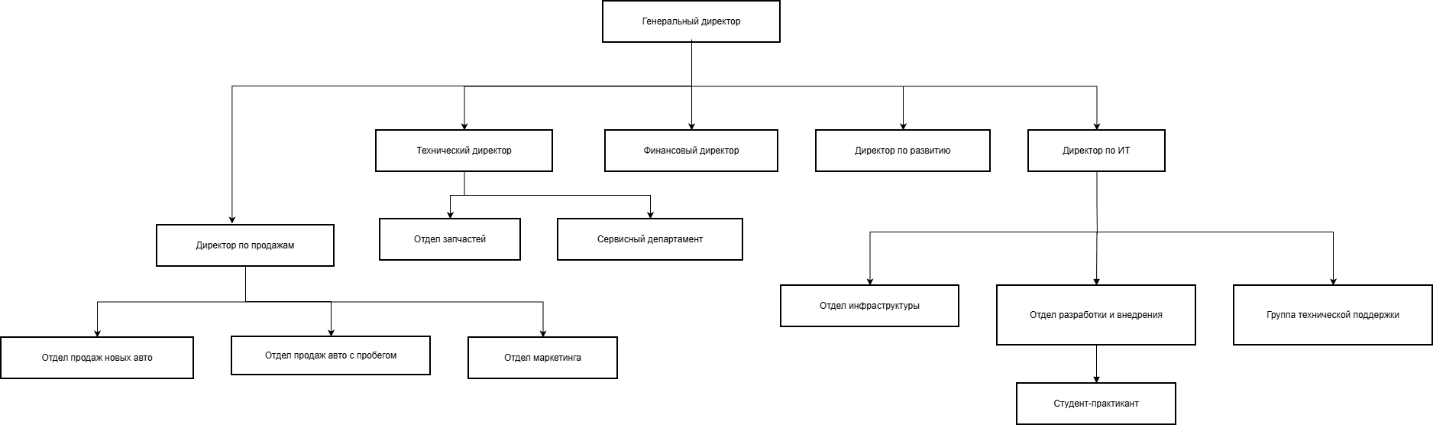 Генеральный директор
Технический директор
Финансовый директор
Директор по развитию
Директор по ИТ
Директор по продажам
Отдел запчастей
Сервисный департамент
Отдел инфраструктуры
Отдел разработки и внедрения
Группа технической поддержки
Отдел продаж новых авто
Отдел продаж авто с пробегом
Отдел маркетинга
Студент-практикант